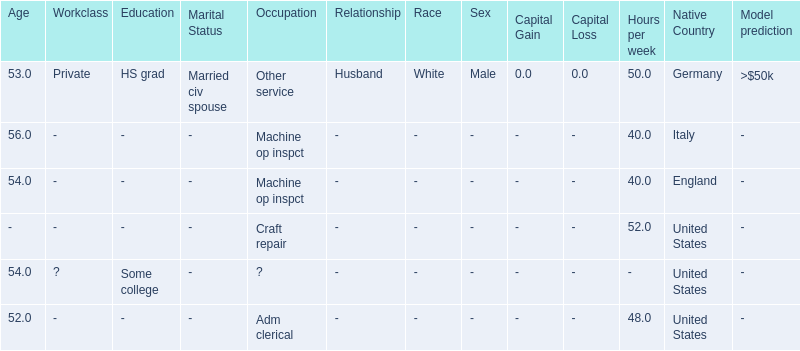 Age Workclass Education Marital Status Occupation Relationship Race Sex Capital Gain Capital Loss Hours per week Native Country Model prediction
53.0 Private HS grad Married civ spouse Other service Husband White Male 0.0 0.0 50.0 Germany >$50k
56.0 - - - Machine op inspct - - - - - 40.0 Italy -
54.0 - - - Machine op inspct - - - - - 40.0 England -
- - - - Craft repair - - - - - 52.0 United States -
54.0 ? Some college - ? - - - - - - United States -
52.0 - - - Adm clerical - - - - - 48.0 United States -